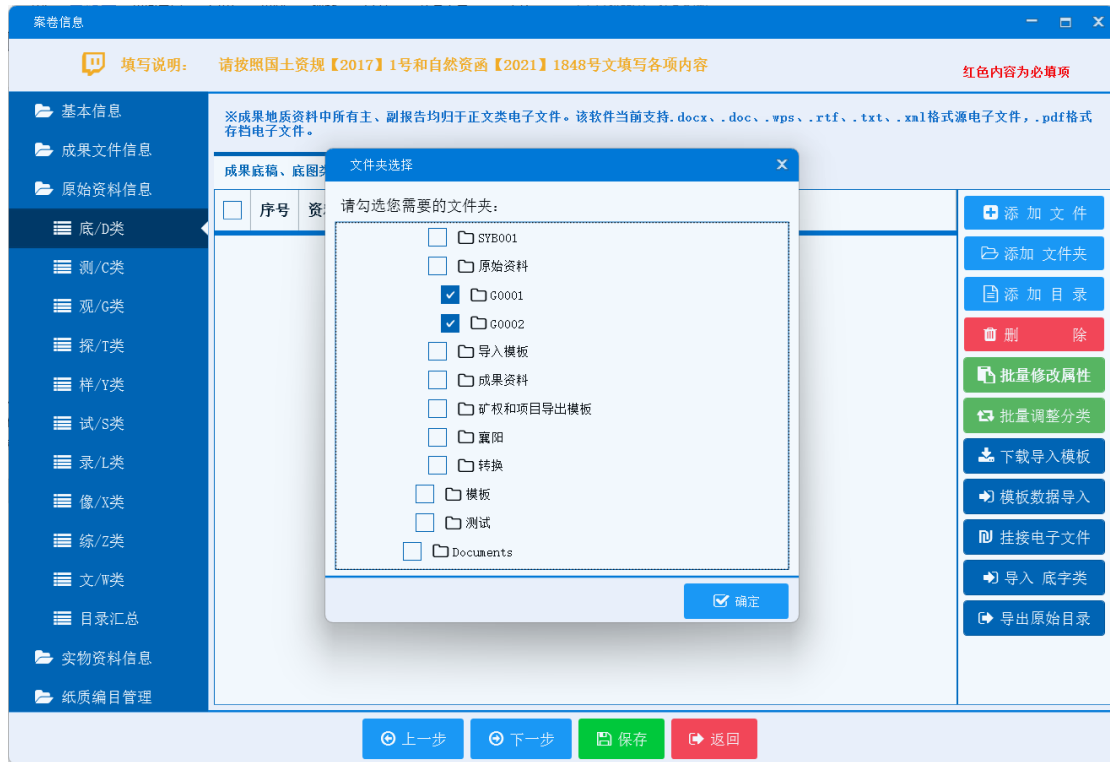 案卷信息
填写说明: 请按照国土资规【2017】1号和自然资函【2021】1848号文填写各项内容
红色内容为必填项
基本信息
成果文件信息
原始资料信息
底/D类
测/C类
观/G类
探/T类
样/Y类
试/S类
录/L类
像/X类
综/Z类
文/W类
目录汇总
实物资料信息
纸质编目管理
※成果地质资料中所有主、副报告均归于正文类电子文件。该软件当前支持.docx、.doc、.wps、.rtf、.txt、.xml格式源电子文件，.pdf格式
存档电子文件。
成果底稿、底图类
序号 资
文件夹选择
请勾选您需要的文件夹:
SYB001
原始资料
G0001
G0002
导入模板
成果资料
矿权和项目导出模板
襄阳
转换
模板
测试
Documents
确定
添加文件
添加 文件夹
添加目录
删 除
批量修改属性
批量调整分类
下载导入模板
模板数据导入
挂接电子文件
导入 底字类
导出原始目录
上一步
下一步
保存
返回